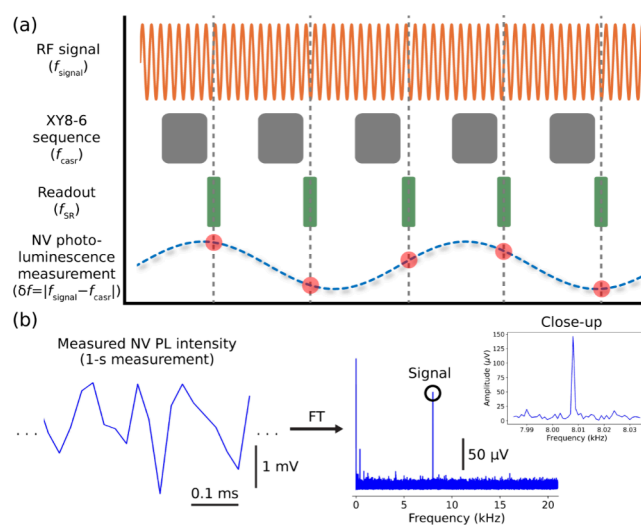 (a)
RF signal
(f_signal)
XY8-6
sequence
(f_casr)
Readout
(f_SR)
NV photo-
luminescence
measurement
(δf=|f_signal−f_casr|)
(b)
Measured NV PL intensity
(1-s measurement)
. . .
. . .
1 mV
0.1 ms
FT
Signal
50 µV
0 5 10 15 20
Frequency (kHz)
Close-up
Amplitude (µV)
150
125
100
75
50
25
0
7.99 8.00 8.01 8.02 8.03
Frequency (kHz)